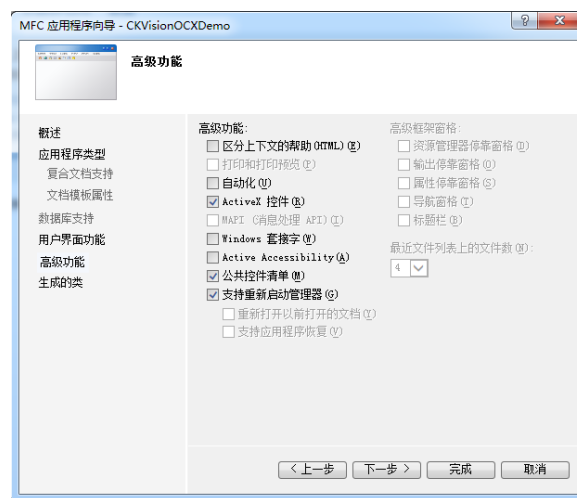 MFC 应用程序向导 - CKVisionOCXDemo
高级功能
概述
应用程序类型
复合文档支持
文档模板属性
数据库支持
用户界面功能
高级功能
生成的类
高级功能:
区分上下文的帮助(HTML)(E)
打印和打印预览(P)
自动化(U)
ActiveX 控件(R)
MAPI (消息处理 API)(I)
Windows 套接字(W)
Active Accessibility(A)
公共控件清单(M)
支持重新启动管理器(G)
重新打开以前打开的文档(Y)
支持应用程序恢复(V)
高级框架窗格:
资源管理器停靠窗格(D)
输出停靠窗格(O)
属性停靠窗格(S)
导航窗格(T)
标题栏(B)
最近文件列表上的文件数(N):
4
< 上一步
下一步 >
完成
取消